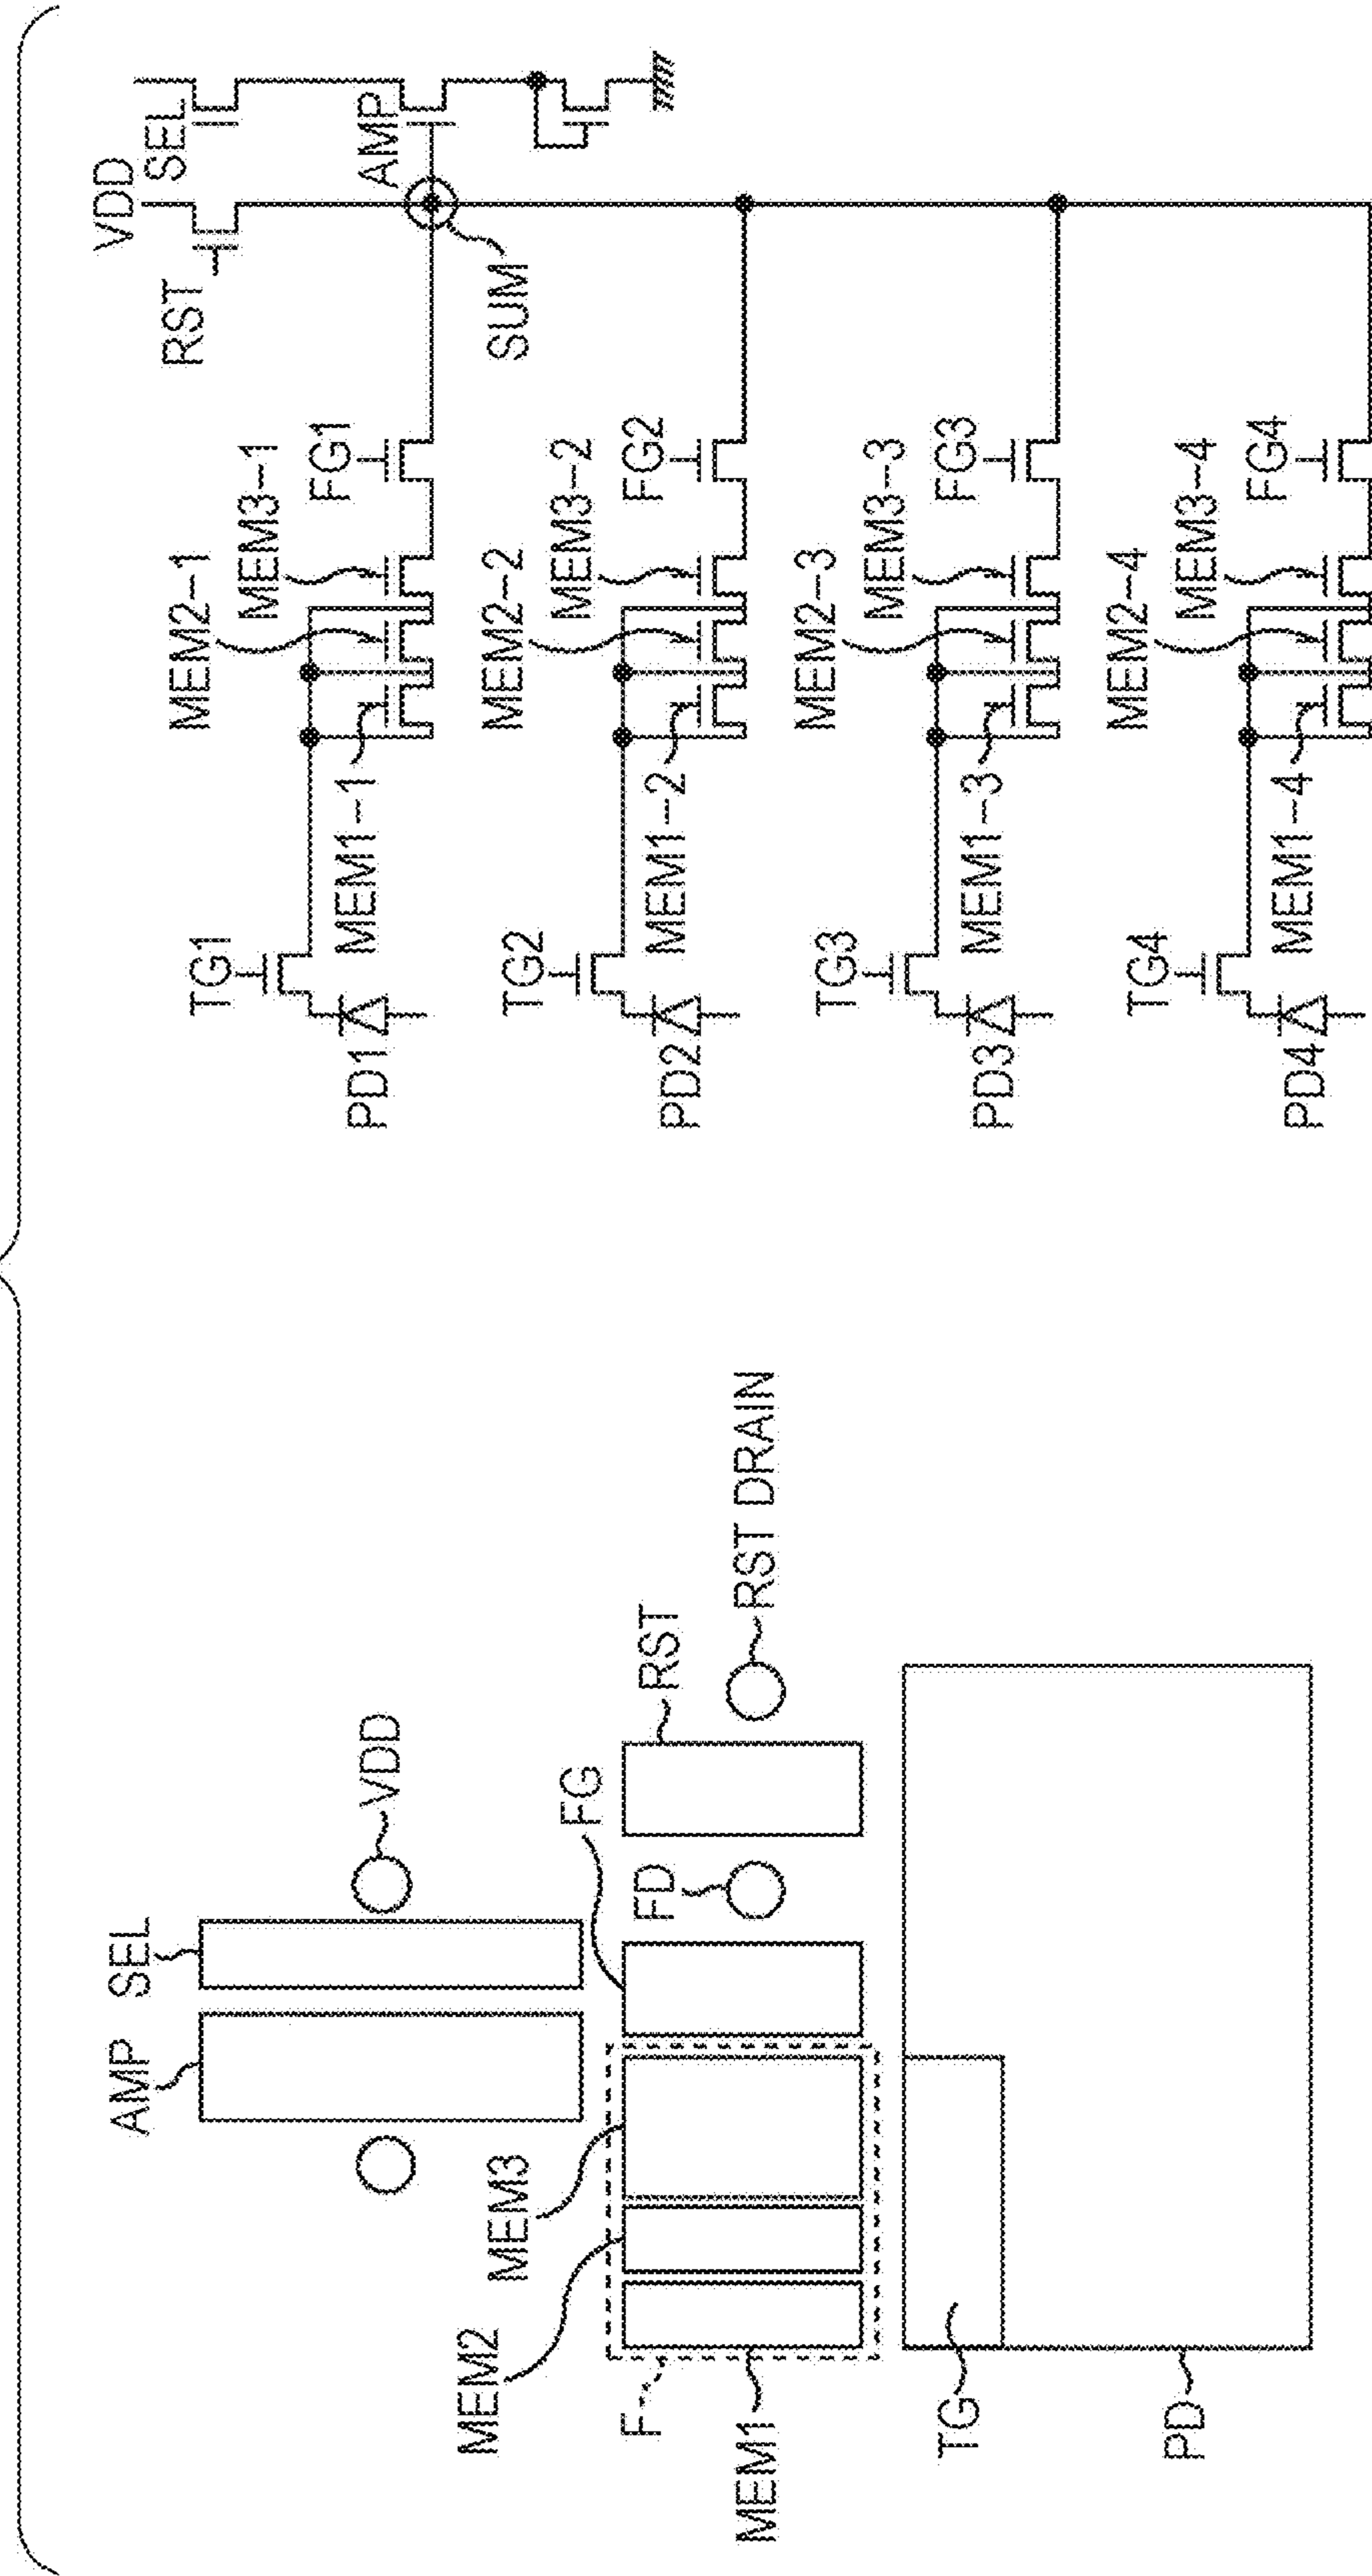 AMP
SEL
VDD
MEM2
MEM3
FG
F
FD
RST
MEM1
RST DRAIN
TG
PD
VDD
RST
SEL
AMP
SUM
TG1
MEM2-1
MEM3-1
FG1
PD1
MEM1-1
TG2
MEM2-2
MEM3-2
FG2
PD2
MEM1-2
TG3
MEM2-3
MEM3-3
FG3
PD3
MEM1-3
TG4
MEM2-4
MEM3-4
FG4
PD4
MEM1-4